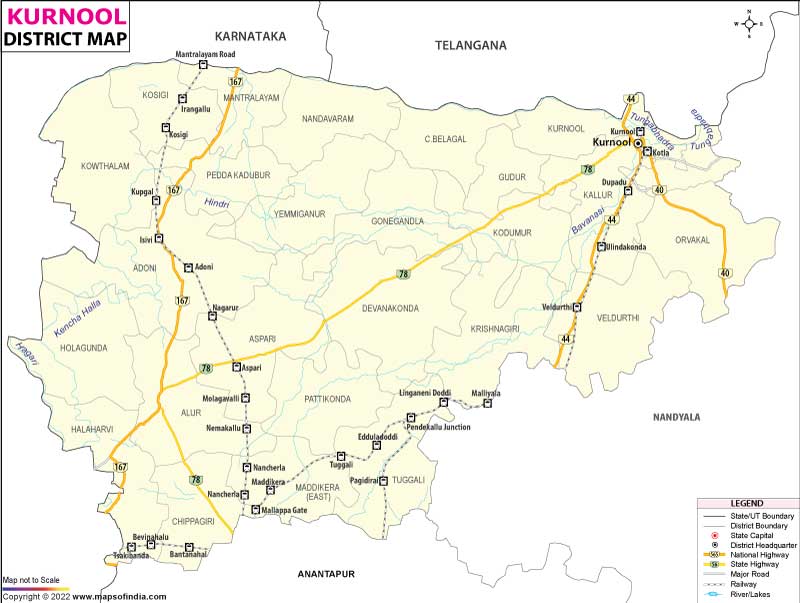 KURNOOL
DISTRICT MAP
KARNATAKA
TELANGANA
N
W
E
S
Mantralayam Road
167
44
KOSIGI
Irangallu
MANTRALAYAM
NANDAVARAM
Tungabhadra
Kosigi
C.BELAGAL
KURNOOL
Kurnool
Kurnool
Kotla
KOWTHALAM
PEDDA KADUBUR
GUDUR
78
Dupadu
40
Kupgal
167
KALLUR
Hindri
YEMMIGANUR
GONEGANDLA
Bavanasi
44
KODUMUR
Isivi
ORVAKAL
Ulindakonda
ADONI
Adoni
78
40
167
Nagarur
DEVANAKONDA
Veldurthi
Kencha Halla
KRISHNAGIRI
VELDURTHI
HOLAGUNDA
ASPARI
44
Hagari
78
Aspari
Molagavalli
PATTIKONDA
Linganeni Doddi
Malliyala
ALUR
NANDYALA
HALAHARVI
Nemakallu
Pendekallu Junction
Edduladoddi
167
Nancherla
Tuggali
78
Maddikera
Pagidirai
TUGGALI
Nancherla
MADDIKERA
(EAST)
Mallappa Gate
CHIPPAGIRI
Bevinahalu
Tsakibanda
Bantanahal
ANANTAPUR
LEGEND
State/UT Boundary
District Boundary
State Capital
District Headquarter
National Highway
State Highway
Major Road
Railway
River/Lakes
Map not to Scale
Copyright © 2022 www.mapsofindia.com